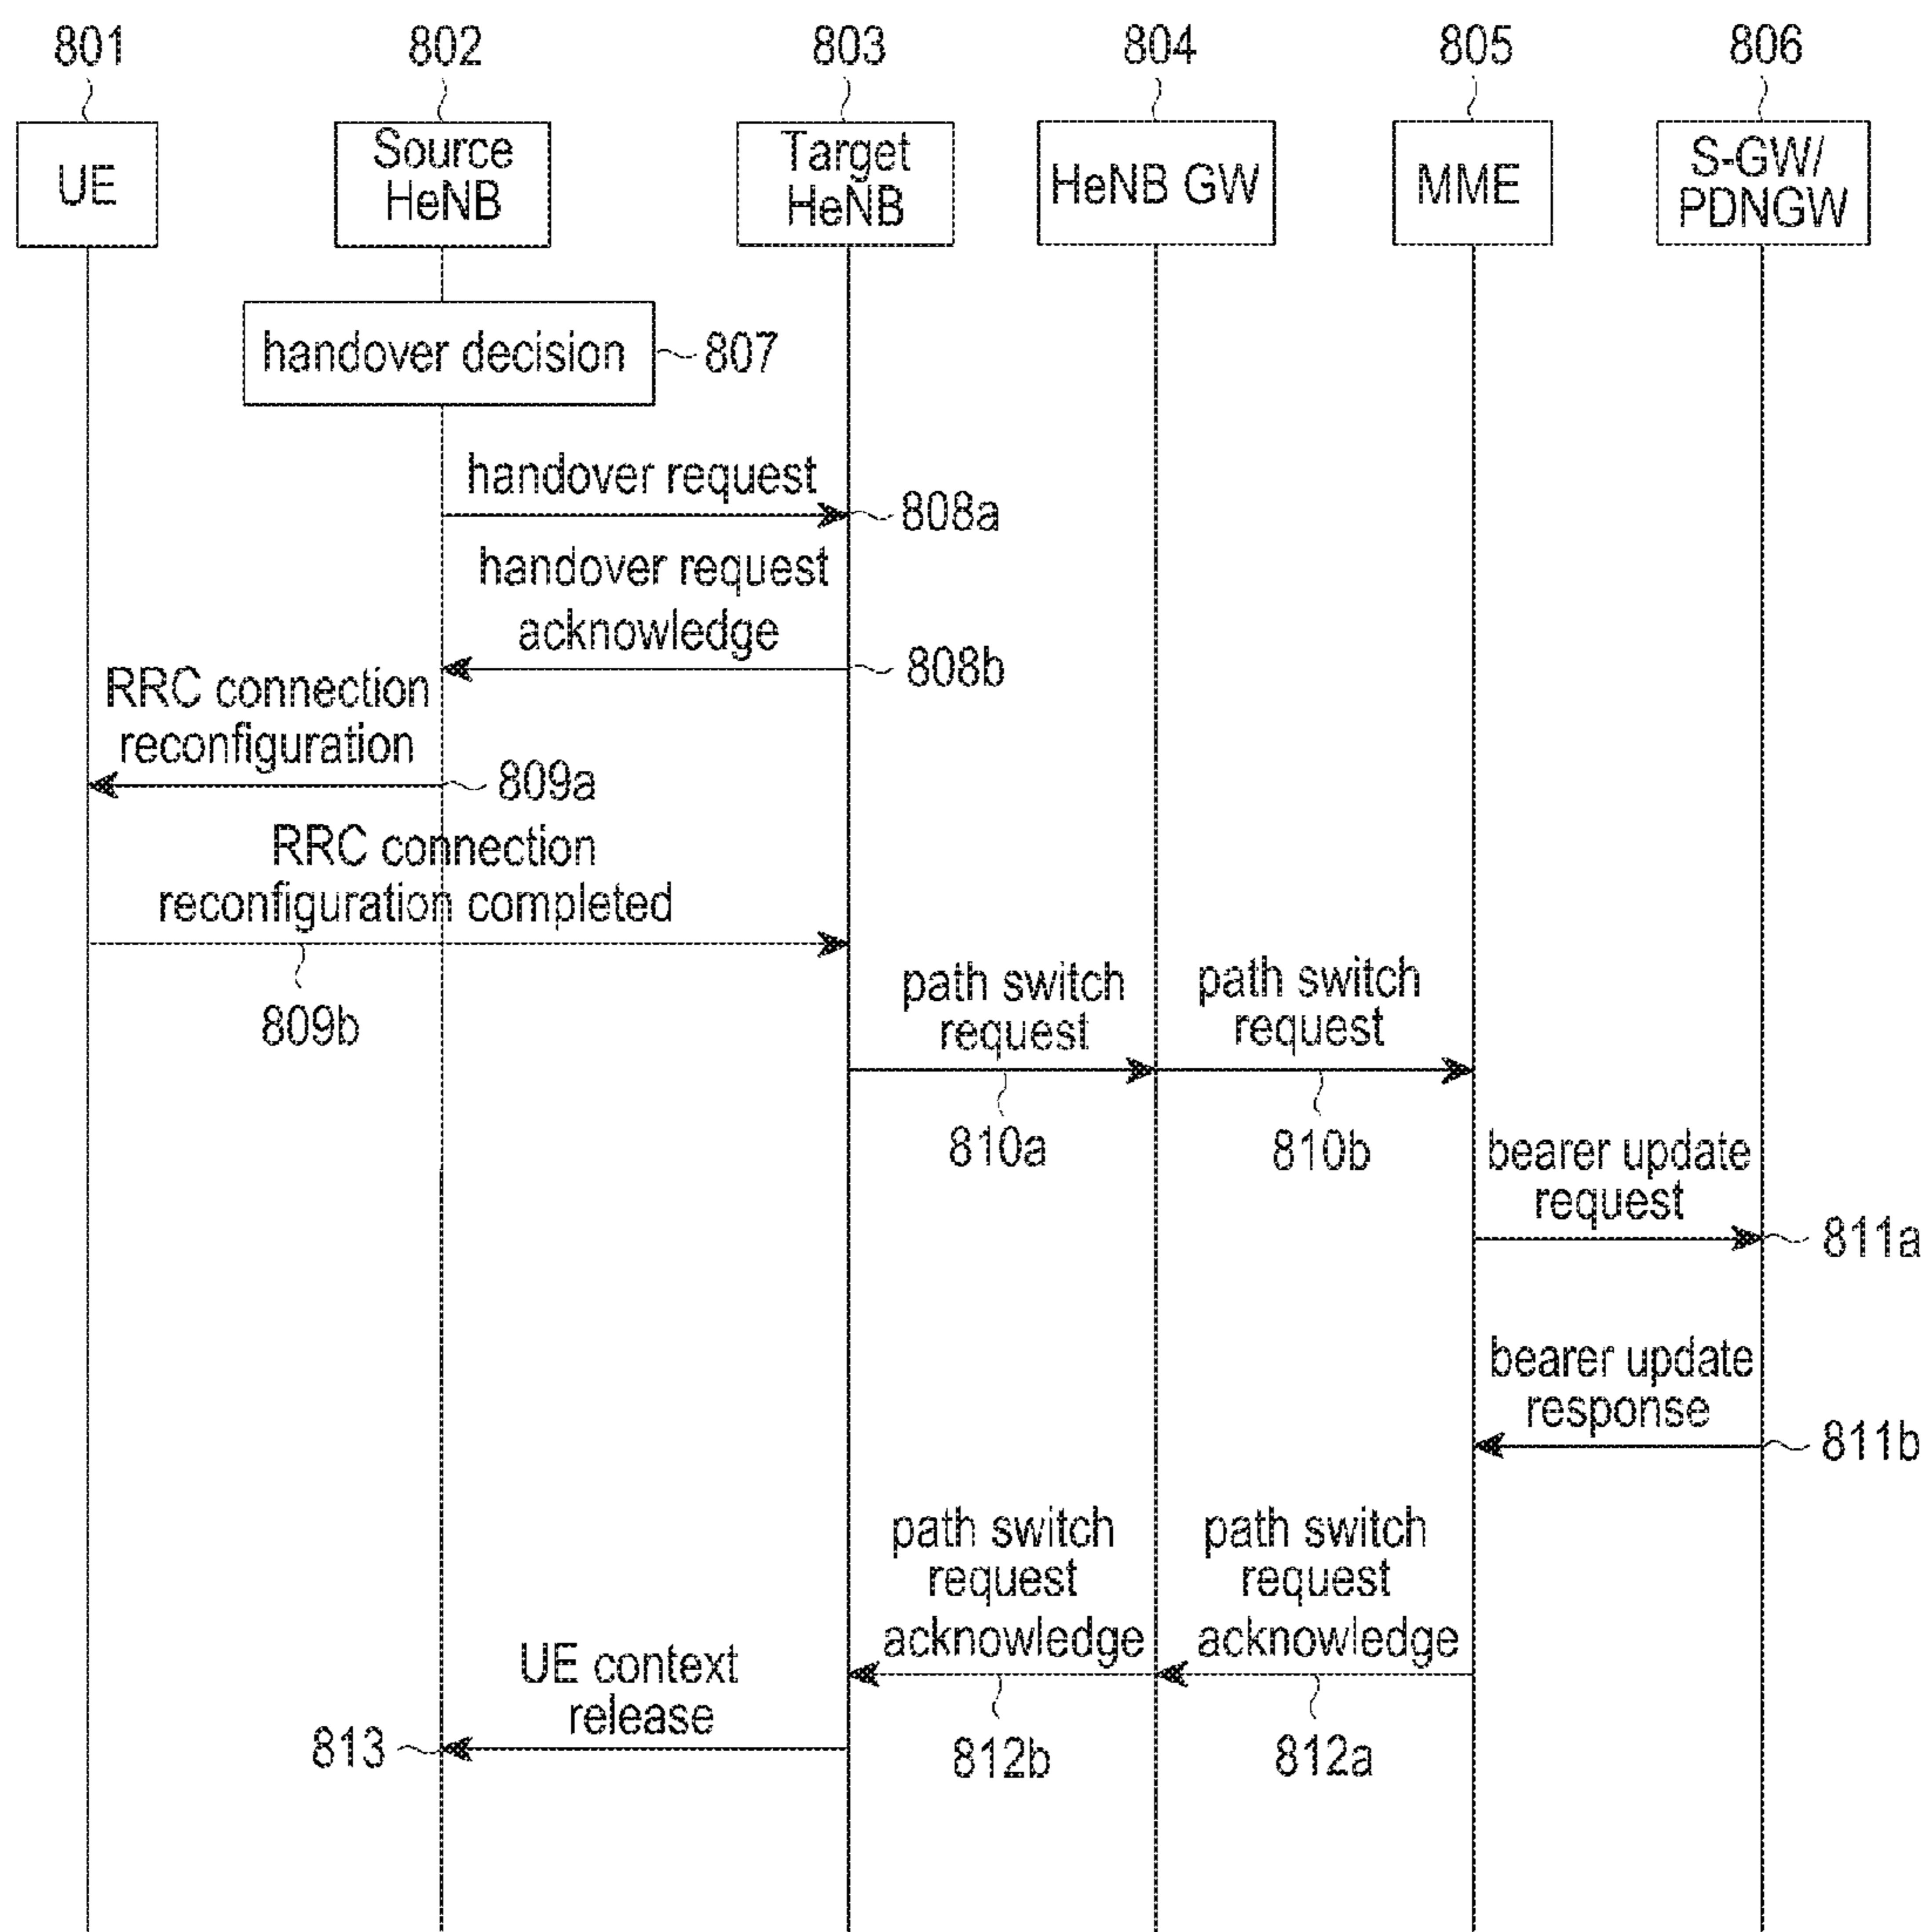 801
802
803
804
805
806
UE
Source
HeNB
Target
HeNB
HeNB GW
MME
S-GW/
PDNGW
handover decision
807
handover request
808a
handover request
acknowledge
808b
RRC connection
reconfiguration
809a
RRC connection
reconfiguration completed
809b
path switch
request
810a
path switch
request
810b
bearer update
request
811a
bearer update
response
811b
path switch
request
acknowledge
812b
path switch
request
acknowledge
812a
UE context
release
813